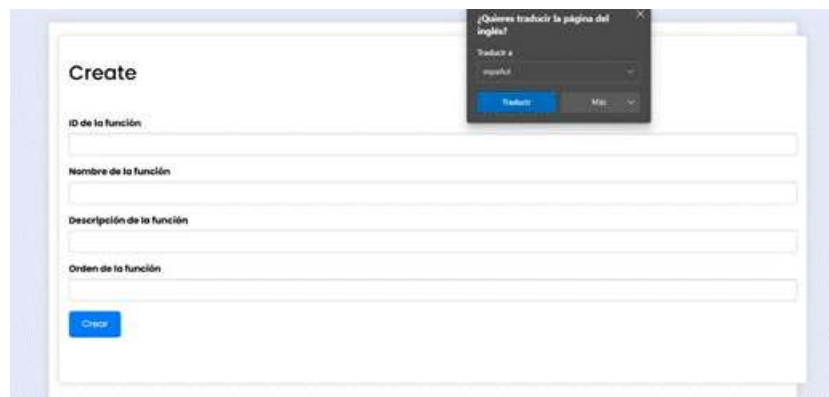 ¿Quieres traducir la página del
inglés?
Traducir a
español
Traducir
Más
Create
ID de la función
Nombre de la función
Descripción de la función
Orden de la función
Crear